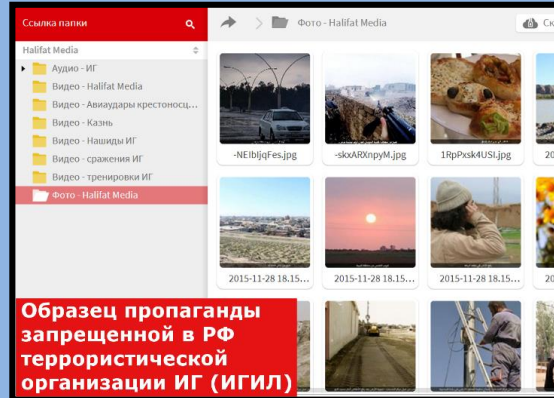 Ссылка папки
Фото - Halifat Media
Halifat Media
Аудио - ИГ
Видео - Halifat Media
Видео - Авиаудары крестоносц...
Видео - Казнь
Видео - Нашиды ИГ
Видео - сражения ИГ
Видео - тренировки ИГ
Фото - Halifat Media
-NEIbljqFes.jpg
-skxARXnpyM.jpg
1RpPxsk4USI.jpg
2015-11-28 18.15...
2015-11-28 18.15...
2015-11-28 18.15...
Образец пропаганды
запрещенной в РФ
террористической
организации ИГ (ИГИЛ)